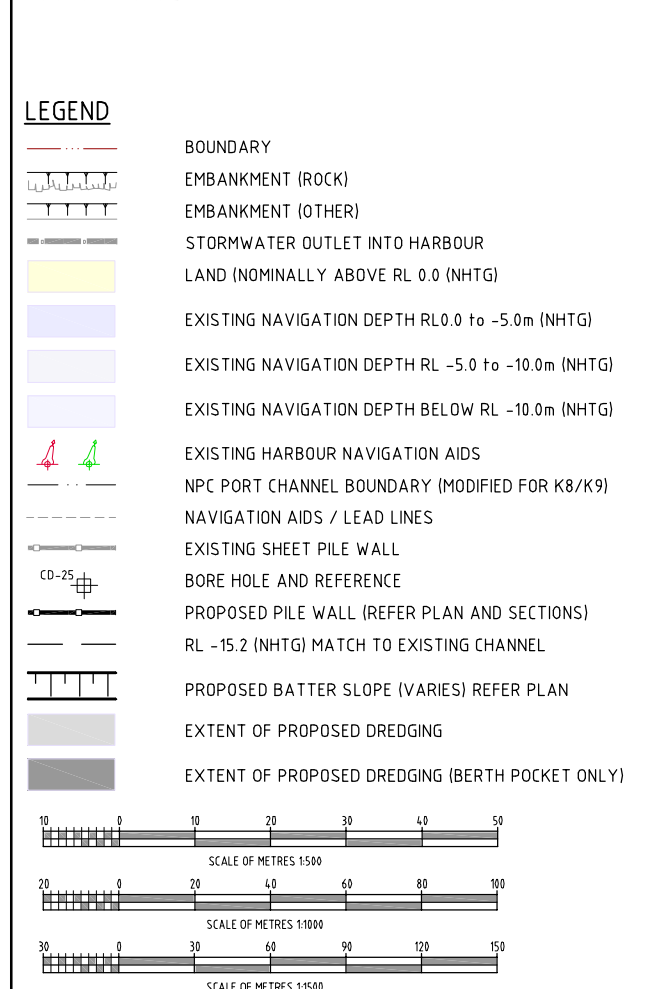 LEGEND
BOUNDARY
EMBANKMENT (ROCK)
EMBANKMENT (OTHER)
STORMWATER OUTLET INTO HARBOUR
LAND (NOMINALLY ABOVE RL 0.0 (NHTG)
EXISTING NAVIGATION DEPTH RL0.0 to -5.0m (NHTG)
EXISTING NAVIGATION DEPTH RL -5.0 to -10.0m (NHTG)
EXISTING NAVIGATION DEPTH BELOW RL -10.0m (NHTG)
EXISTING HARBOUR NAVIGATION AIDS
NPC PORT CHANNEL BOUNDARY (MODIFIED FOR K8/K9)
NAVIGATION AIDS / LEAD LINES
EXISTING SHEET PILE WALL
CD-25 BORE HOLE AND REFERENCE
PROPOSED PILE WALL (REFER PLAN AND SECTIONS)
RL -15.2 (NHTG) MATCH TO EXISTING CHANNEL
PROPOSED BATTER SLOPE (VARIES) REFER PLAN
EXTENT OF PROPOSED DREDGING
EXTENT OF PROPOSED DREDGING (BERTH POCKET ONLY)
10 0 10 20 30 40 50
SCALE OF METRES 1:500
20 0 20 40 60 80 100
SCALE OF METRES 1:1000
30 0 30 60 90 120 150
SCALE OF METRES 1:1500